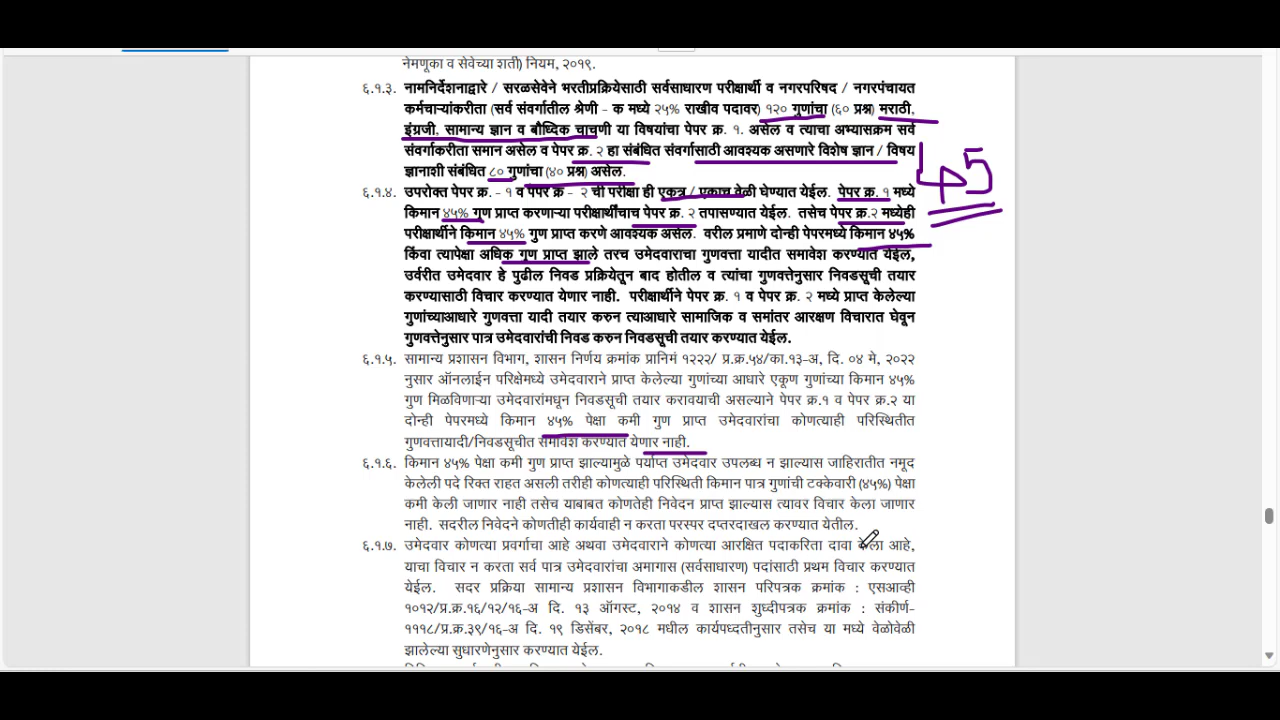 नेमणूका व सेवेच्या शर्ती) नियम, २०१९.
६.१.३. नामनिर्देशनाद्वारे / सरळसेवेने भरतीप्रक्रियेसाठी सर्वसाधारण परीक्षार्थी व नगरपरिषद / नगरपंचायत
कर्मचाऱ्यांकरीता (सर्व संवर्गातील श्रेणी - क मध्ये २५% राखीव पदावर) १२० गुणांचा (६० प्रश्न) मराठी,
इंग्रजी, सामान्य ज्ञान व बौध्दिक चाचणी या विषयांचा पेपर क्र. १. असेल व त्याचा अभ्यासक्रम सर्व
संवर्गाकरीता समान असेल व पेपर क्र. २ हा संबंधित संवर्गासाठी आवश्यक असणारे विशेष ज्ञान / विषय
ज्ञानाशी संबंधित ८० गुणांचा (४० प्रश्न) असेल.
६.१.४. उपरोक्त पेपर क्र. - १ व पेपर क्र - २ ची परीक्षा ही एकत्र / एकाच वेळी घेण्यात येईल. पेपर क्र. १ मध्ये
किमान ४५% गुण प्राप्त करणाऱ्या परीक्षार्थींचाच पेपर क्र. २ तपासण्यात येईल. तसेच पेपर क्र.२ मध्येही
परीक्षार्थीने किमान ४५% गुण प्राप्त करणे आवश्यक असेल. वरील प्रमाणे दोन्ही पेपरमध्ये किमान ४५%
किंवा त्यापेक्षा अधिक गुण प्राप्त झाले तरच उमेदवाराचा गुणवत्ता यादीत समावेश करण्यात येईल,
उर्वरीत उमेदवार हे पुढील निवड प्रक्रियेतून बाद होतील व त्यांचा गुणवत्तेनुसार निवडसूची तयार
करण्यासाठी विचार करण्यात येणार नाही. परीक्षार्थीने पेपर क्र. १ व पेपर क्र. २ मध्ये प्राप्त केलेल्या
गुणांच्याआधारे गुणवत्ता यादी तयार करुन त्याआधारे सामाजिक व समांतर आरक्षण विचारात घेवून
गुणवत्तेनुसार पात्र उमेदवारांची निवड करुन निवडसूची तयार करण्यात येईल.
45
६.१.५. सामान्य प्रशासन विभाग, शासन निर्णय क्रमांक प्रानिमं १२२२/ प्र.क्र.५४/का.१३-अ, दि. ०४ मे, २०२२
नुसार ऑनलाईन परिक्षेमध्ये उमेदवाराने प्राप्त केलेल्या गुणांच्या आधारे एकूण गुणांच्या किमान ४५%
गुण मिळविणाऱ्या उमेदवारांमधून निवडसूची तयार करावयाची असल्याने पेपर क्र.१ व पेपर क्र.२ या
दोन्ही पेपरमध्ये किमान ४५% पेक्षा कमी गुण प्राप्त उमेदवारांचा कोणत्याही परिस्थितीत
गुणवत्तायादी/निवडसूचीत समावेश करण्यात येणार नाही.
६.१.६. किमान ४५% पेक्षा कमी गुण प्राप्त झाल्यामुळे पर्याप्त उमेदवार उपलब्ध न झाल्यास जाहिरातीत नमूद
केलेली पदे रिक्त राहत असली तरीही कोणत्याही परिस्थिती किमान पात्र गुणांची टक्केवारी (४५%) पेक्षा
कमी केली जाणार नाही तसेच याबाबत कोणतेही निवेदन प्राप्त झाल्यास त्यावर विचार केला जाणार
नाही. सदरील निवेदने कोणतीही कार्यवाही न करता परस्पर दप्तरदाखल करण्यात येतील.
६.१.७. उमेदवार कोणत्या प्रवर्गाचा आहे अथवा उमेदवाराने कोणत्या आरक्षित पदाकरिता दावा केला आहे,
याचा विचार न करता सर्व पात्र उमेदवारांचा अमागास (सर्वसाधारण) पदांसाठी प्रथम विचार करण्यात
येईल. सदर प्रक्रिया सामान्य प्रशासन विभागाकडील शासन परिपत्रक क्रमांक : एसआव्ही
१०१२/प्र.क्र.१६/१२/१६-अ दि. १३ ऑगस्ट, २०१४ व शासन शुध्दीपत्रक क्रमांक : संकीर्ण-
१११८/प्र.क्र.३९/१६-अ दि. १९ डिसेंबर, २०१८ मधील कार्यपध्दतीनुसार तसेच या मध्ये वेळोवेळी
झालेल्या सुधारणेनुसार करण्यात येईल.